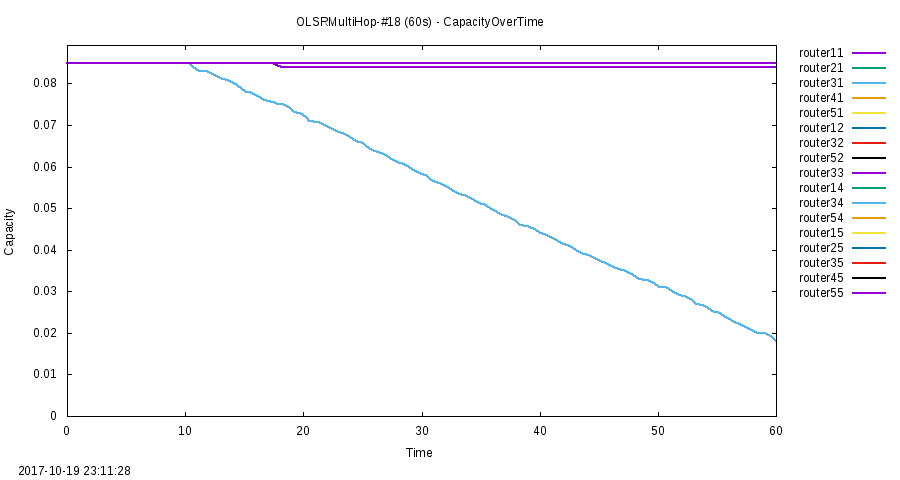 OLSRMultiHop-#18 (60s) - CapacityOverTime
router11
router21
router31
router41
router51
router12
router32
router52
router33
router14
router34
router54
router15
router25
router35
router45
router55
Capacity
0.08
0.07
0.06
0.05
0.04
0.03
0.02
0.01
0
0 10 20 30 40 50 60
Time
2017-10-19 23:11:28